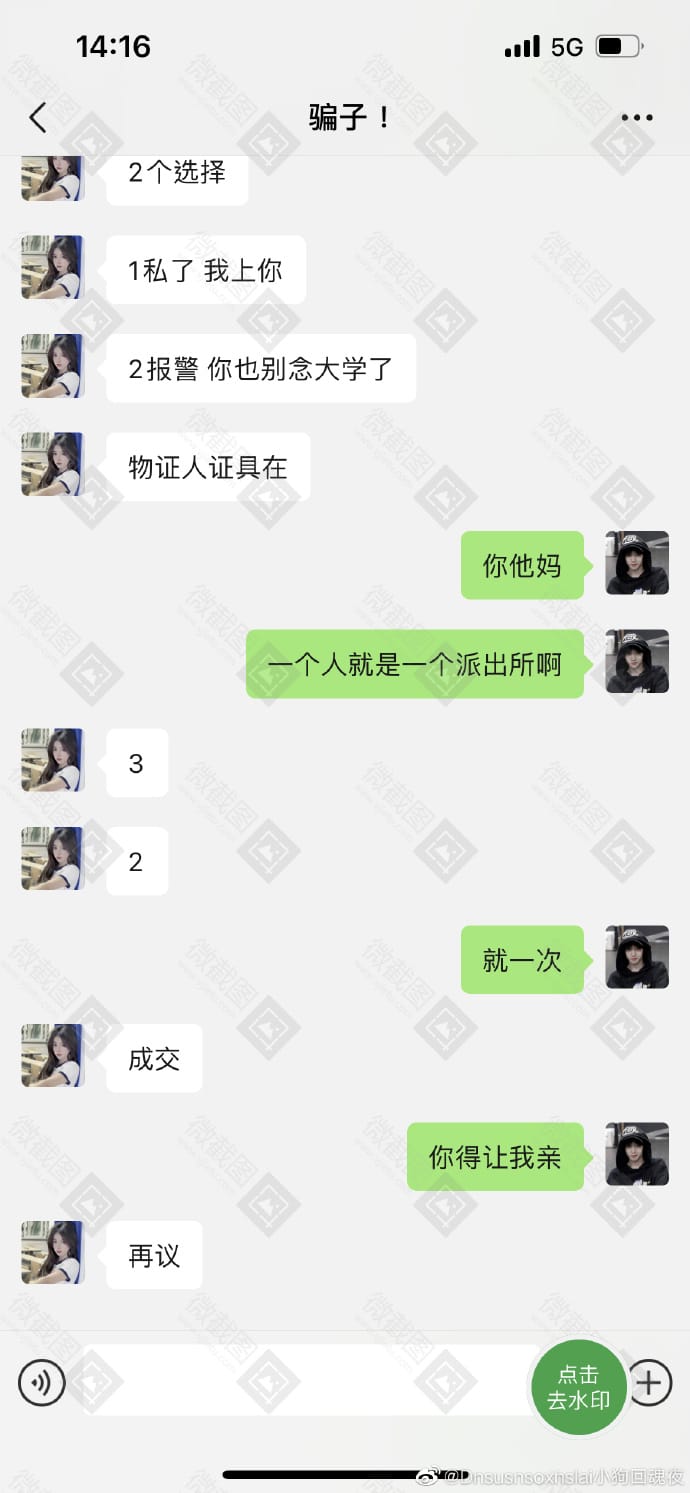 14:16
5G
骗子！
2个选择
1私了 我上你
2报警 你也别念大学了
物证人证具在
你他妈
一个人就是一个派出所啊
3
2
就一次
成交
你得让我亲
再议
点击
去水印
微截图
@Dnsusnsoxnslai小狗回魂夜